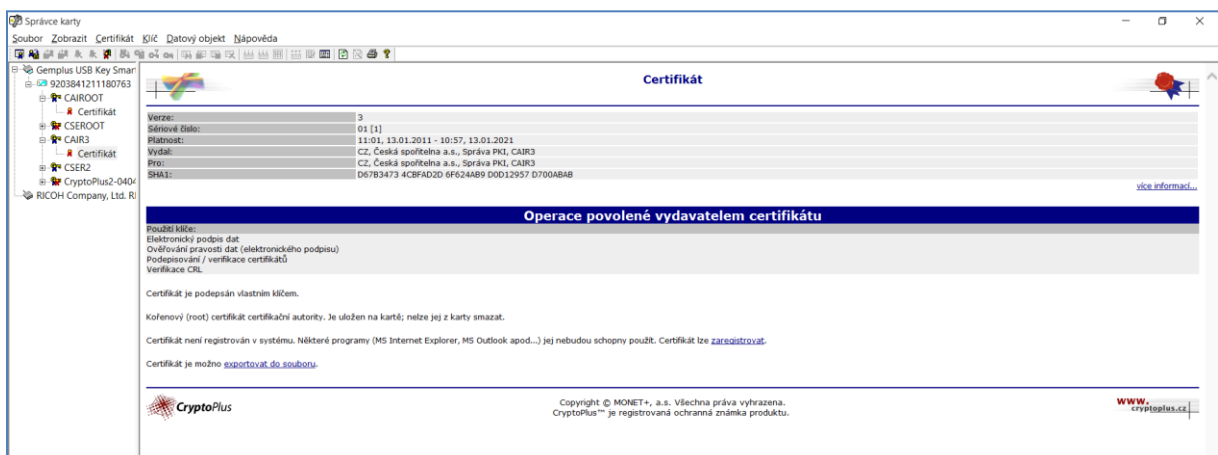 Správce karty
Soubor Zobrazit Certifikát Klíč Datový objekt Nápověda
Gemplus USB Key Smar
9203841211180763
CAIROOT
Certifikát
CSEROOT
CAIR3
Certifikát
CSER2
CryptoPlus2-0404
RICOH Company, Ltd. RI
Certifikát
Verze: 3
Sériové číslo: 01 [1]
Platnost: 11:01, 13.01.2011 - 10:57, 13.01.2021
Vydal: CZ, Česká spořitelna a.s., Správa PKI, CAIR3
Pro: CZ, Česká spořitelna a.s., Správa PKI, CAIR3
SHA1: D67B3473 4CBFAD2D 6F624AB9 D0D12957 D700ABAB
více informací...
Operace povolené vydavatelem certifikátu
Použití klíče:
Elektronický podpis dat
Ověřování pravosti dat (elektronického podpisu)
Podepisování / verifikace certifikátů
Verifikace CRL
Certifikát je podepsán vlastním klíčem.
Kořenový (root) certifikát certifikační autority. Je uložen na kartě; nelze jej z karty smazat.
Certifikát není registrován v systému. Některé programy (MS Internet Explorer, MS Outlook apod...) jej nebudou schopny použít. Certifikát lze zaregistrovat.
Certifikát je možno exportovat do souboru.
CryptoPlus
Copyright © MONET+, a.s. Všechna práva vyhrazena.
CryptoPlus™ je registrovaná ochranná známka produktu.
www.
cryptoplus.cz